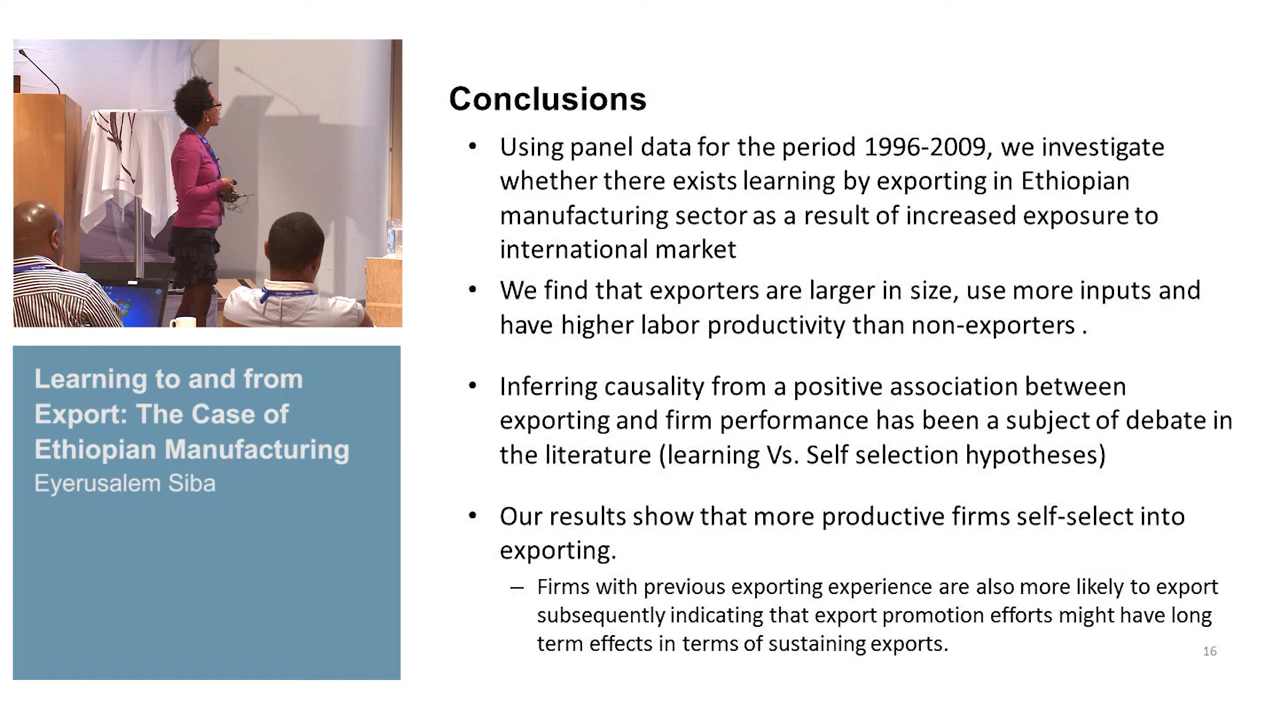 Conclusions
• Using panel data for the period 1996-2009, we investigate
whether there exists learning by exporting in Ethiopian
manufacturing sector as a result of increased exposure to
international market
• We find that exporters are larger in size, use more inputs and
have higher labor productivity than non-exporters .
• Inferring causality from a positive association between
exporting and firm performance has been a subject of debate in
the literature (learning Vs. Self selection hypotheses)
• Our results show that more productive firms self-select into
exporting.
– Firms with previous exporting experience are also more likely to export
subsequently indicating that export promotion efforts might have long
term effects in terms of sustaining exports.
16
Learning to and from
Export: The Case of
Ethiopian Manufacturing
Eyerusalem Siba